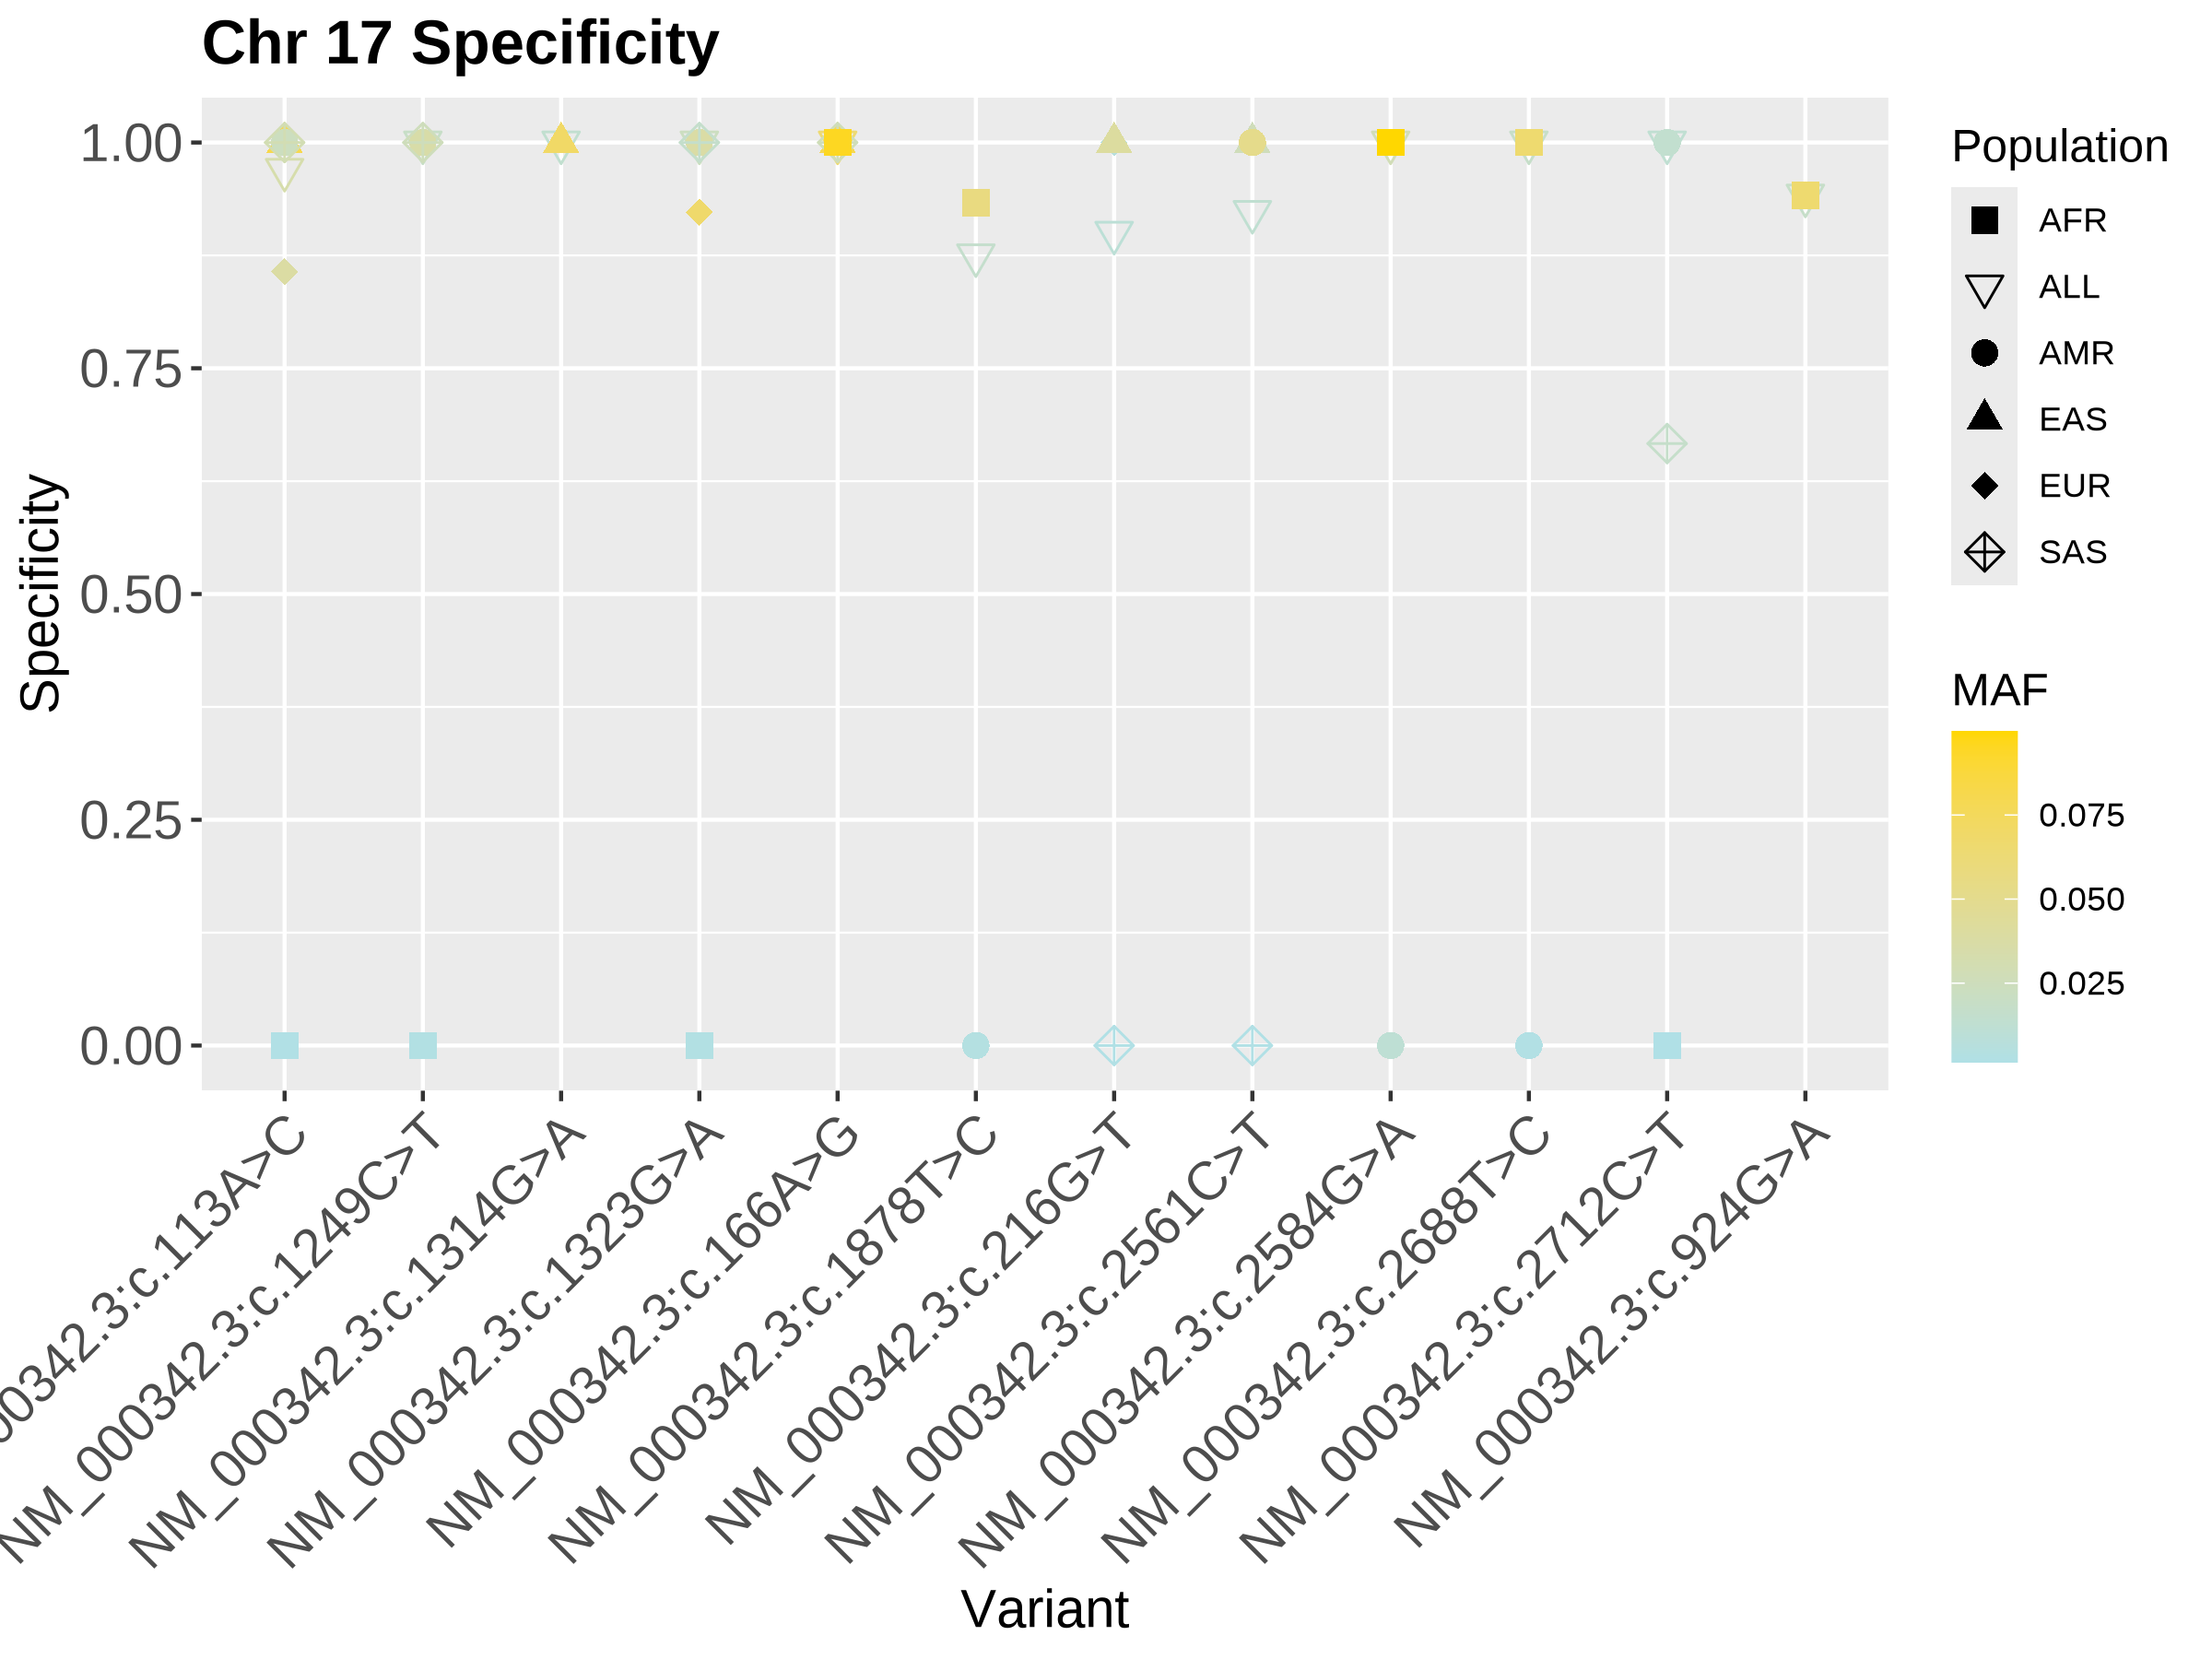 Chr 17 Specificity
1.00
0.75
0.50
0.25
0.00
Specificity
00342.3:c.113A>C
NM_000342.3:c.1249C>T
NM_000342.3:c.1314G>A
NM_000342.3:c.1323G>A
NM_000342.3:c.166A>G
NM_000342.3:c.1878T>C
NM_000342.3:c.216G>T
NM_000342.3:c.2561C>T
NM_000342.3:c.2584G>A
NM_000342.3:c.2688T>C
NM_000342.3:c.2712C>T
NM_000342.3:c.924G>A
Variant
Population
AFR
ALL
AMR
EAS
EUR
SAS
MAF
0.075
0.050
0.025